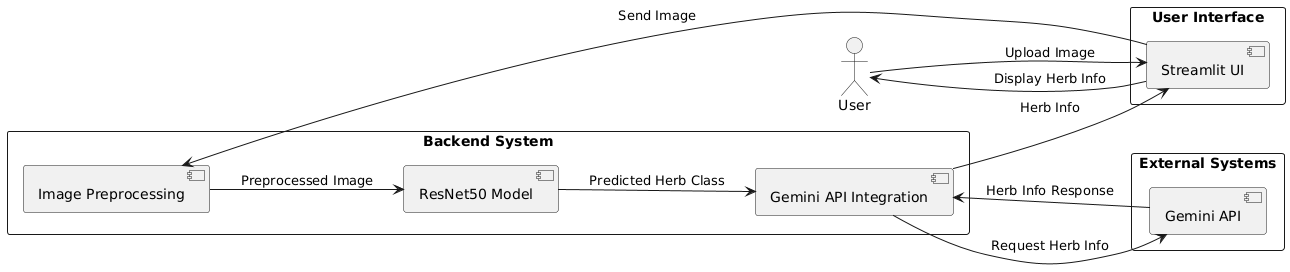 Send Image
User Interface
Upload Image
Streamlit UI
Display Herb Info
User
Herb Info
Backend System
External Systems
Image Preprocessing
Preprocessed Image
ResNet50 Model
Predicted Herb Class
Gemini API Integration
Herb Info Response
Gemini API
Request Herb Info